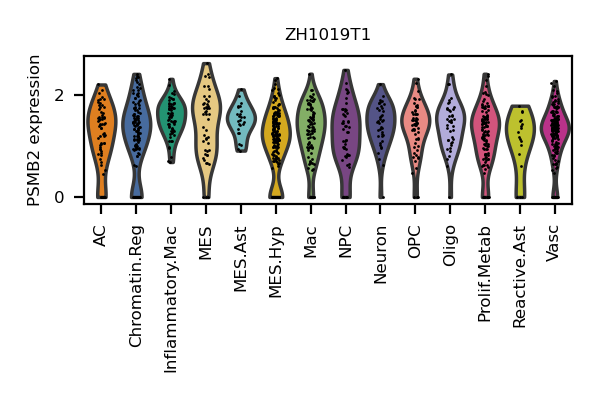 ZH1019T1
PSMB2 expression
2
0
AC
Chromatin.Reg
Inflammatory.Mac
MES
MES.Ast
MES.Hyp
Mac
NPC
Neuron
OPC
Oligo
Prolif.Metab
Reactive.Ast
Vasc